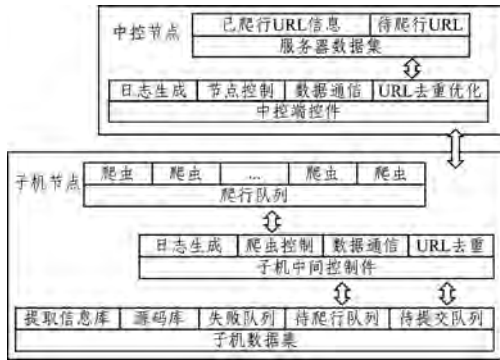 已爬行URL信息 待爬行URL
中控节点
服务器数据集
日志生成 节点控制 数据通信 URL去重优化
中控端控件
爬虫 爬虫 ... 爬虫 爬虫
子机节点
爬行队列
日志生成 爬虫控制 数据通信 URL去重
子机中间控制件
提取信息库 源码库 失败队列 待爬行队列 待提交队列
子机数据集